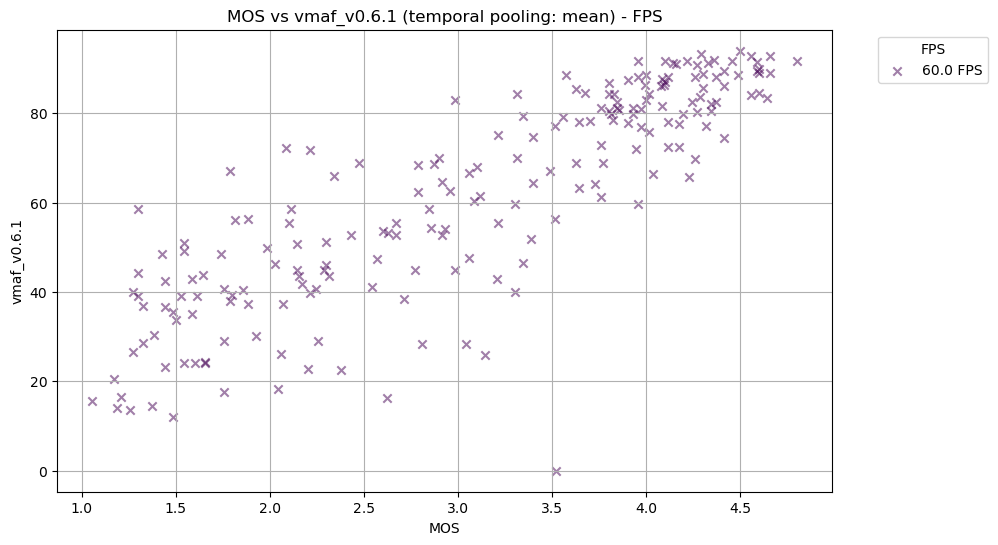 MOS vs vmaf_v0.6.1 (temporal pooling: mean) - FPS
FPS
60.0 FPS
vmaf_v0.6.1
80
60
40
20
0
1.0 1.5 2.0 2.5 3.0 3.5 4.0 4.5
MOS